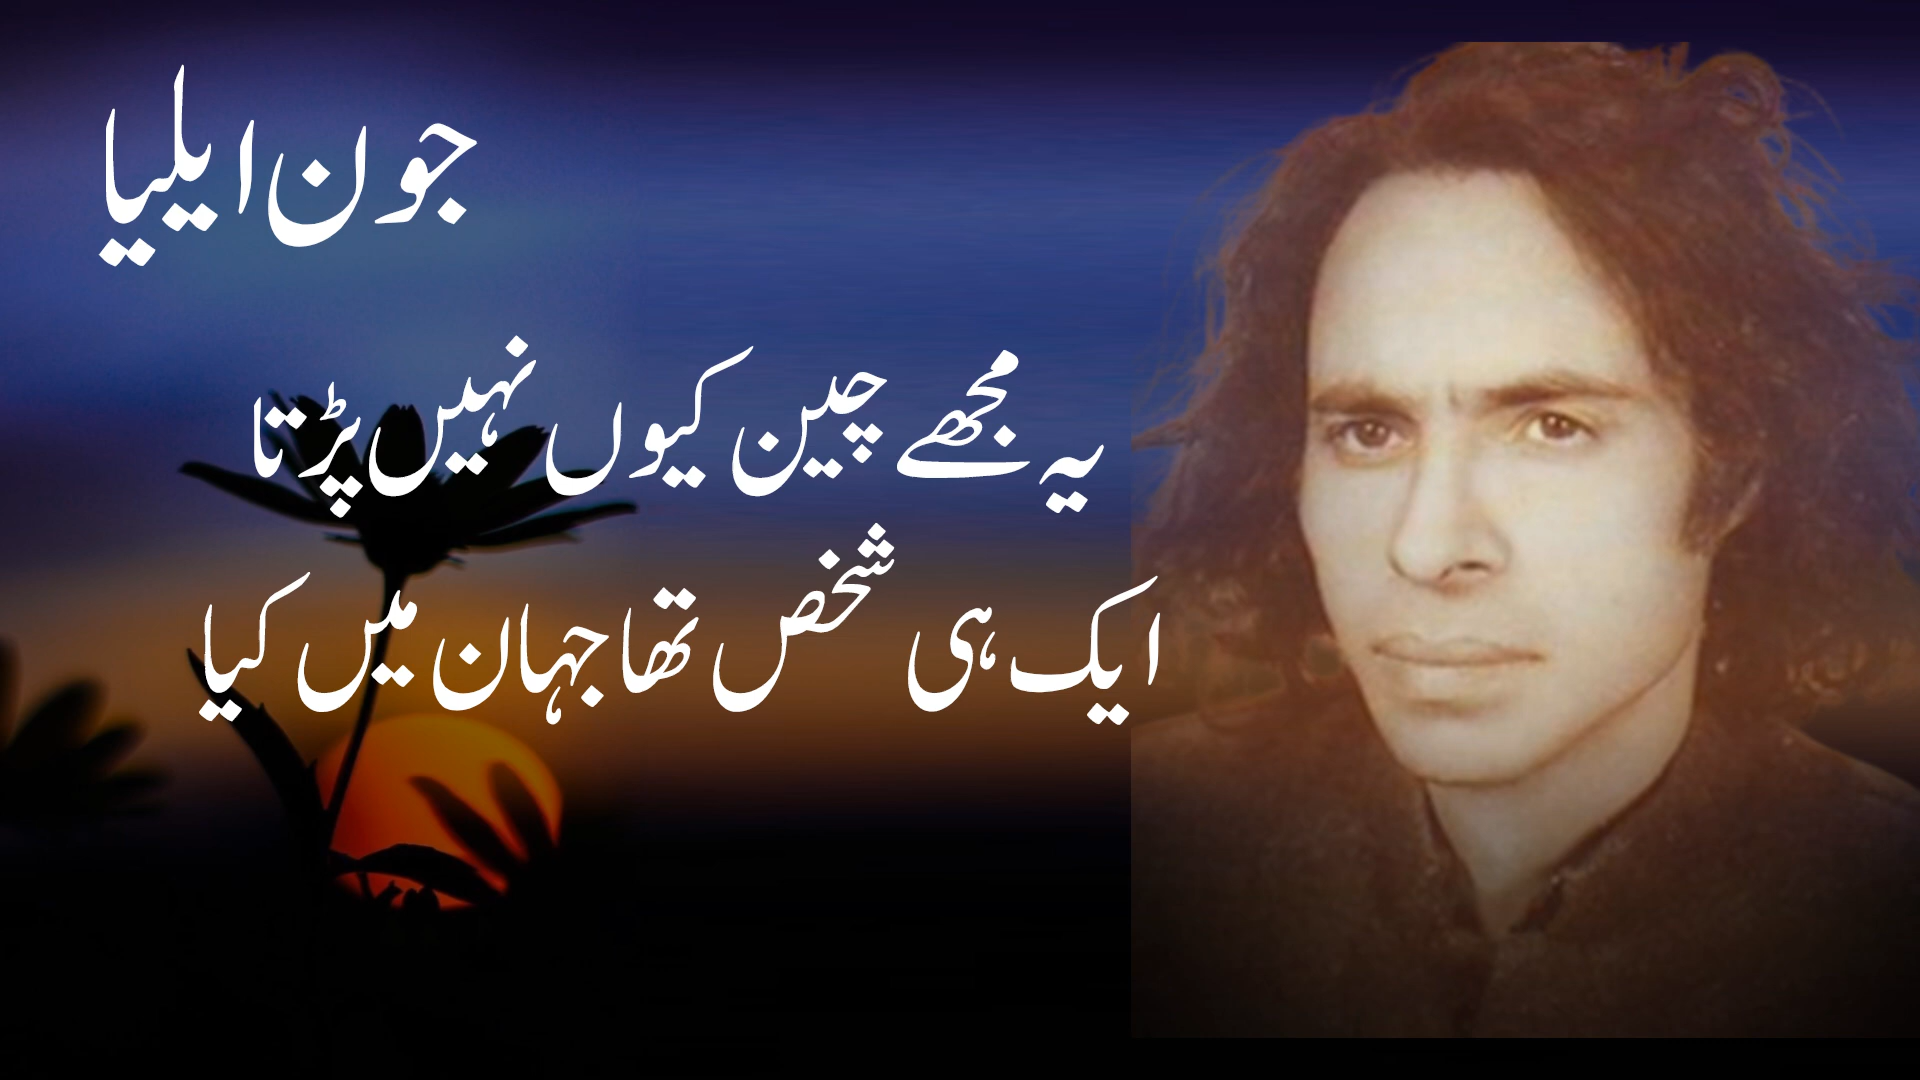 جون ایلیا
یہ مجھے چین کیوں نہیں پڑتا
ایک ہی شخص تھا جہان میں کیا